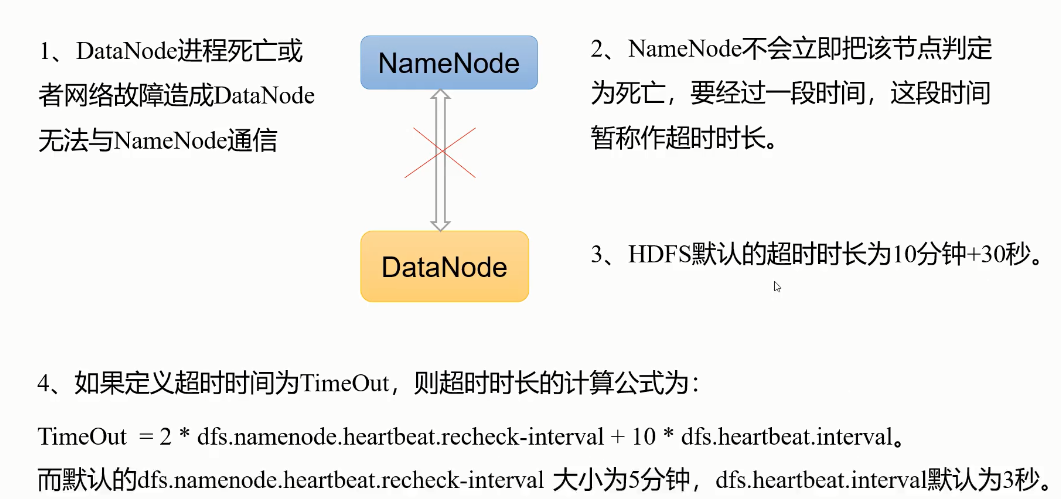 1、DataNode进程死亡或
者网络故障造成DataNode
无法与NameNode通信
NameNode
DataNode
2、NameNode不会立即把该节点判定
为死亡，要经过一段时间，这段时间
暂称作超时时长。
3、HDFS默认的超时时长为10分钟+30秒。
4、如果定义超时时间为TimeOut，则超时时长的计算公式为：
TimeOut = 2 * dfs.namenode.heartbeat.recheck-interval + 10 * dfs.heartbeat.interval。
而默认的dfs.namenode.heartbeat.recheck-interval 大小为5分钟，dfs.heartbeat.interval默认为3秒。